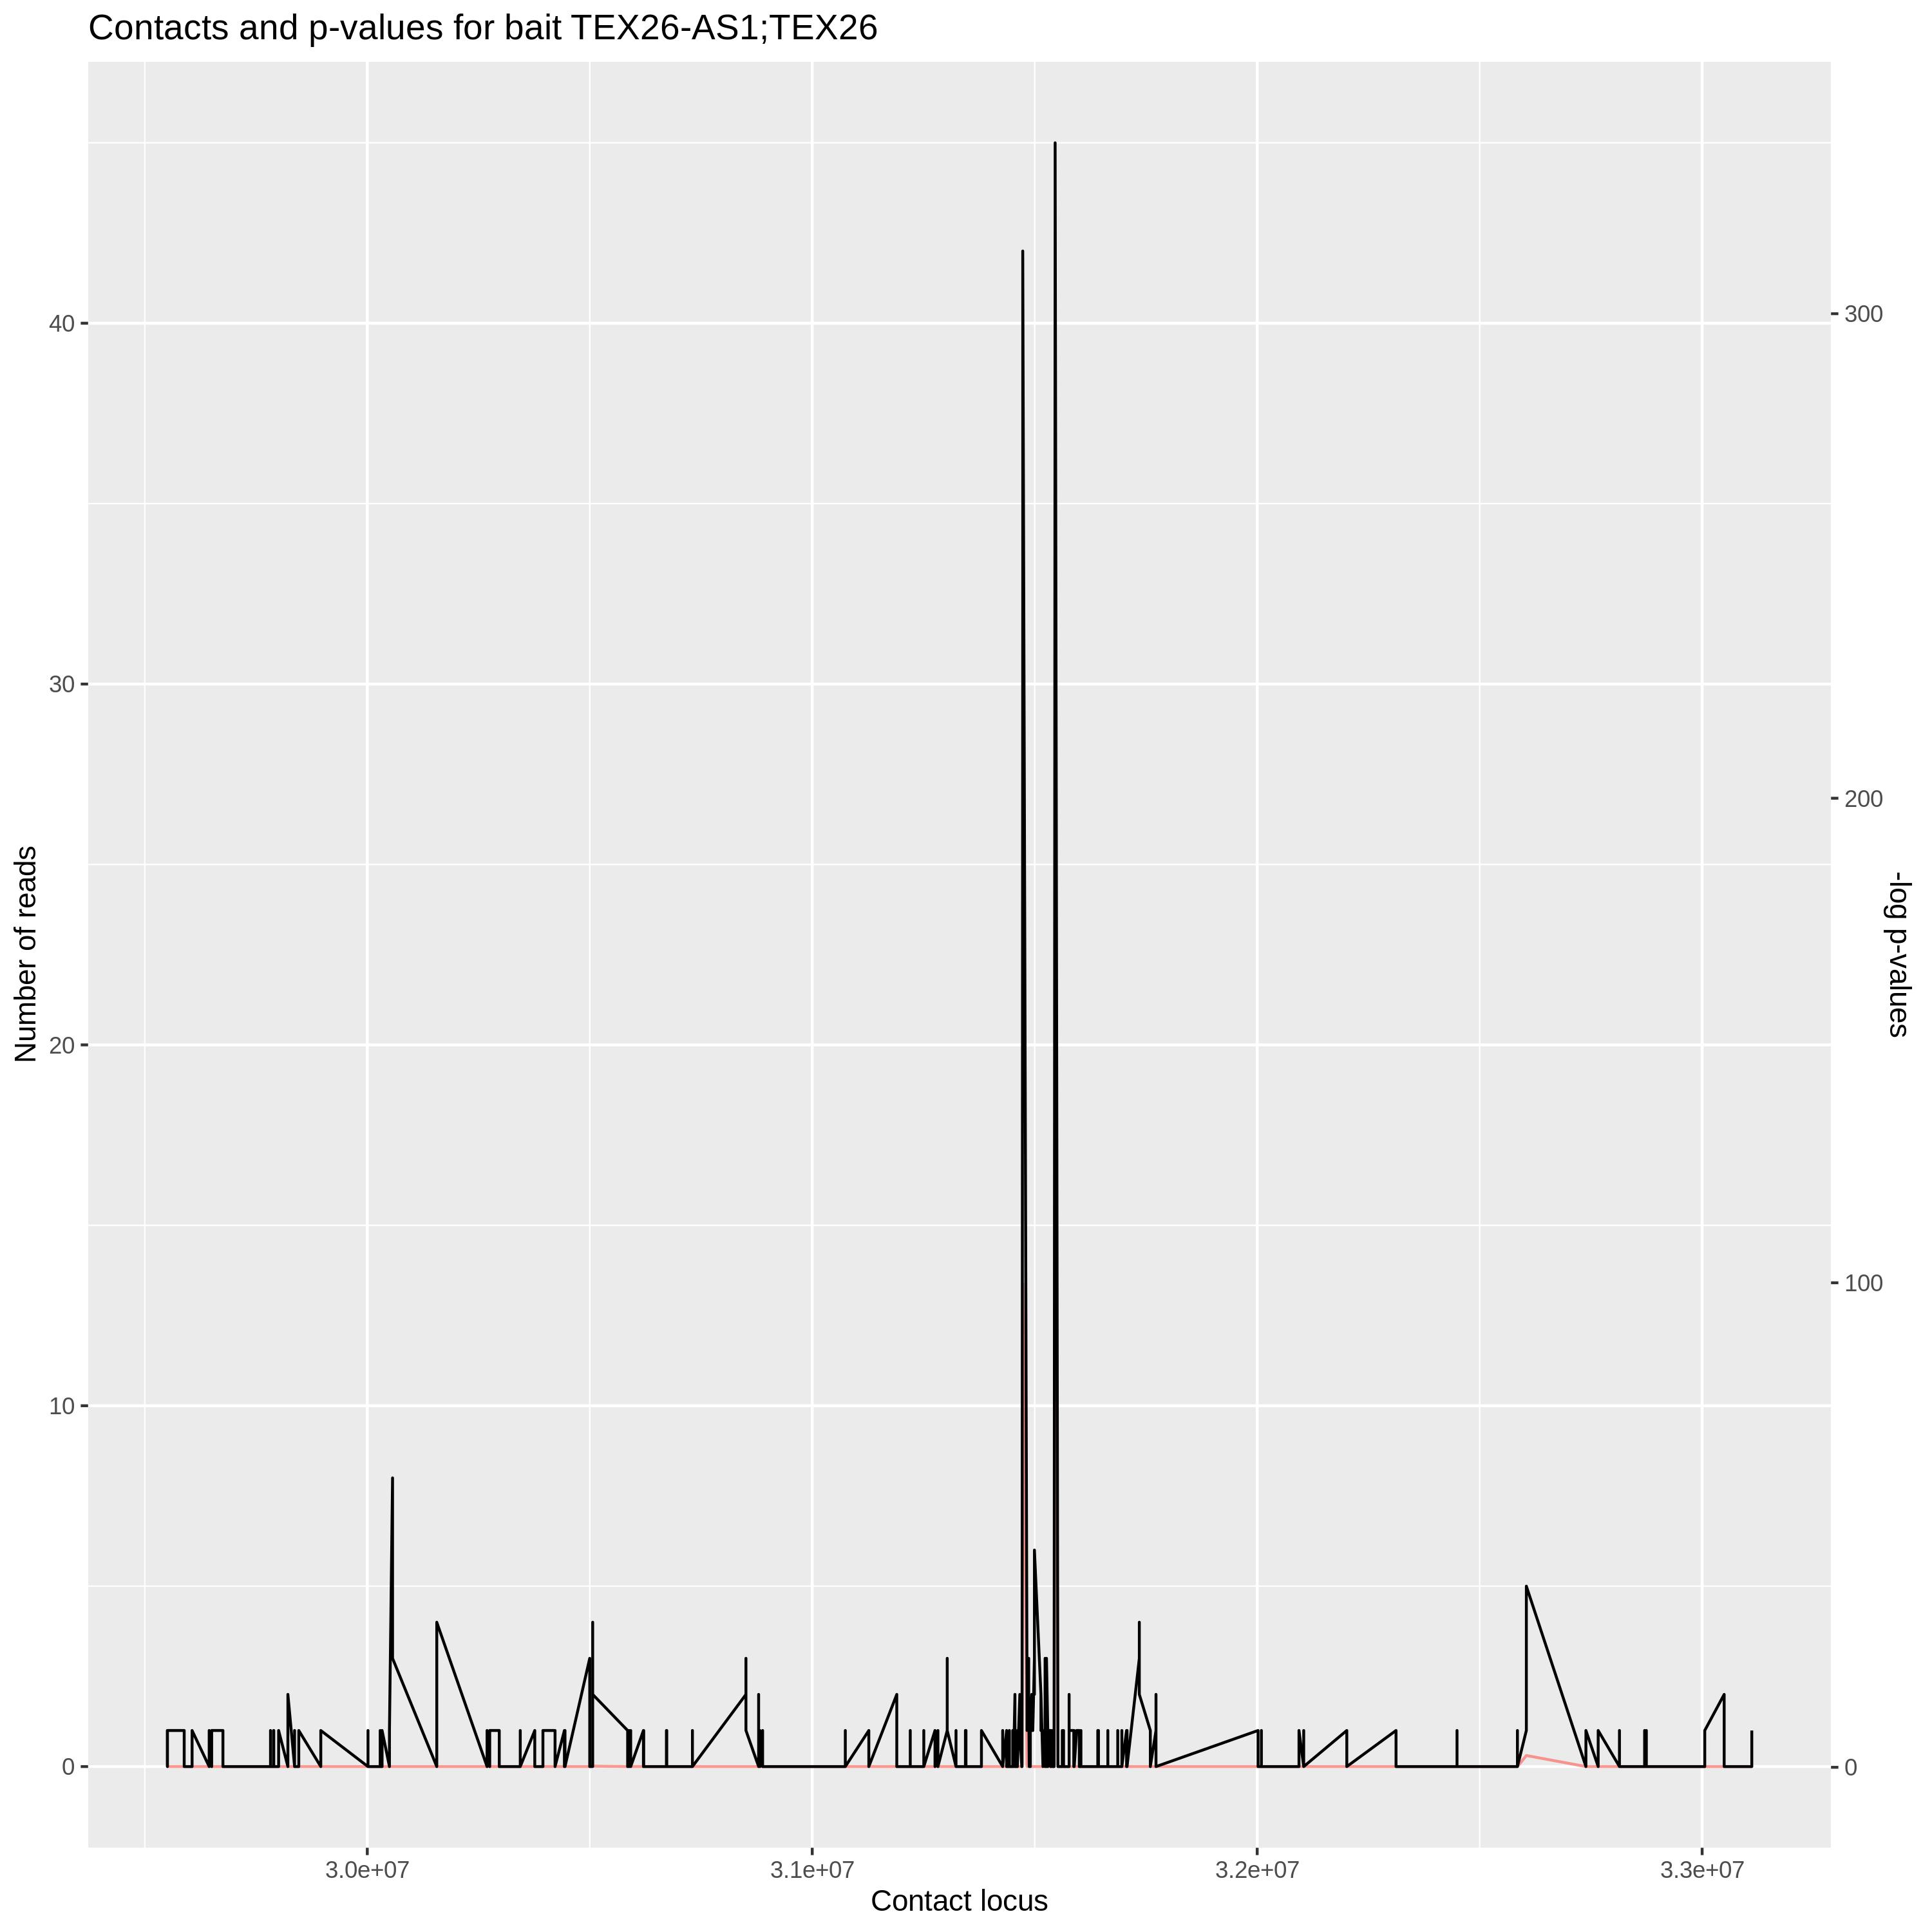 Contacts and p-values for bait TEX26-AS1;TEX26
40
30
20
10
0
Number of reads
300
200
100
0
-log p-values
3.0e+07
3.1e+07
3.2e+07
3.3e+07
Contact locus